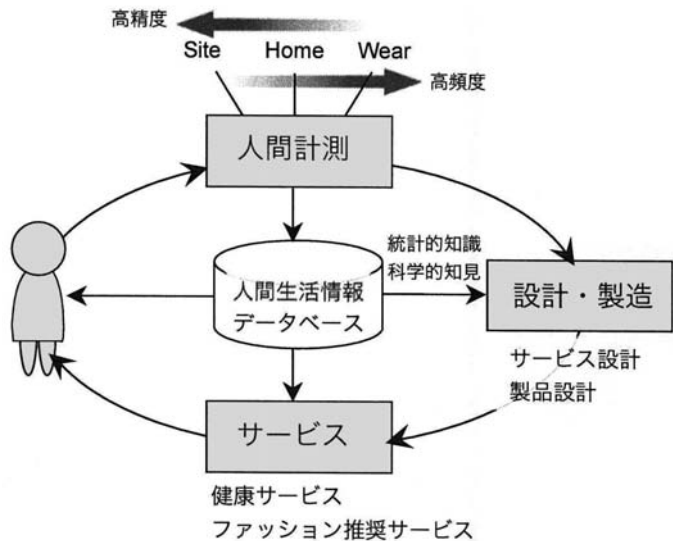 高精度
Site Home Wear
高頻度
人間計測
統計的知識
科学的知見
人間生活情報
データベース
設計・製造
サービス設計
製品設計
サービス
健康サービス
ファッション推奨サービス